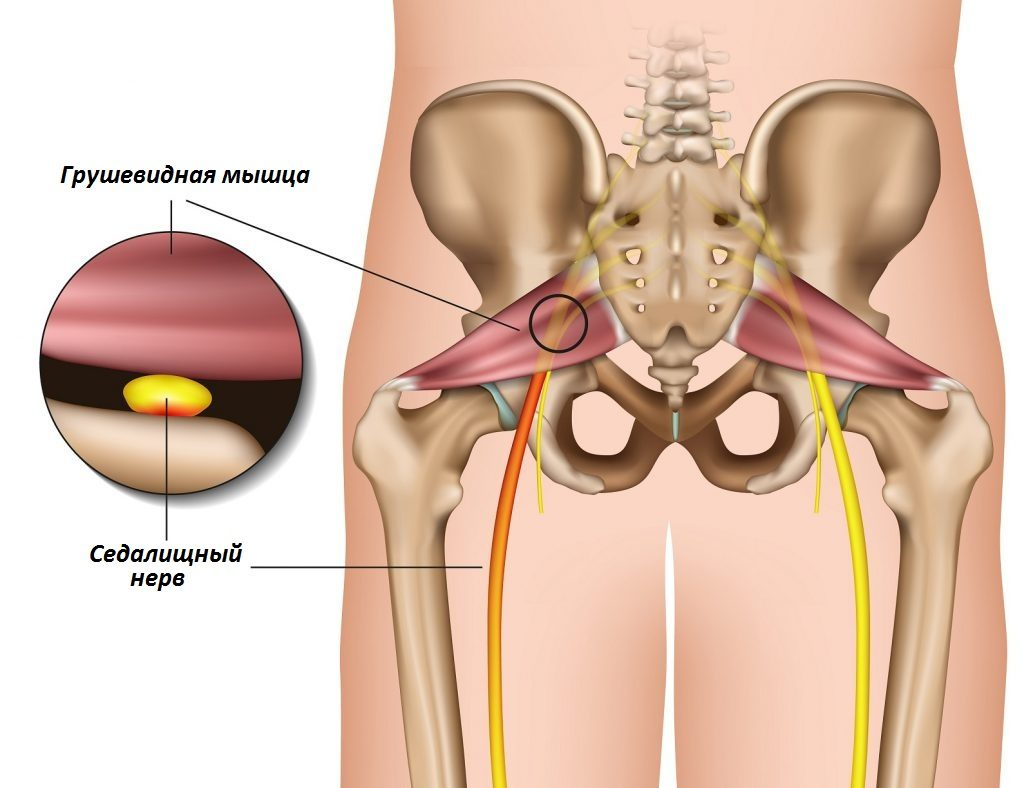 Грушевидная мышца
Седалищный
нерв